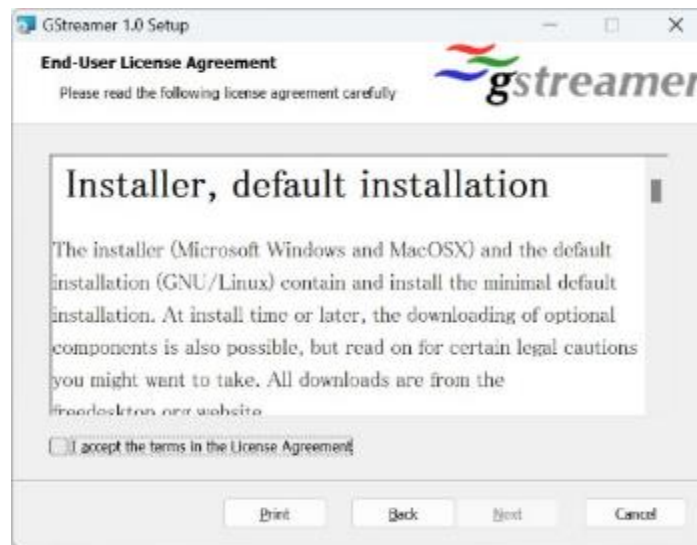 GStreamer 1.0 Setup
End-User License Agreement
Please read the following license agreement carefully
gstreamer
Installer, default installation
The installer (Microsoft Windows and MacOSX) and the default
installation (GNU/Linux) contain and install the minimal default
installation. At install time or later, the downloading of optional
components is also possible, but read on for certain legal cautions
you might want to take. All downloads are from the
freedesktop.org website
I accept the terms in the License Agreement
Print Back Next Cancel